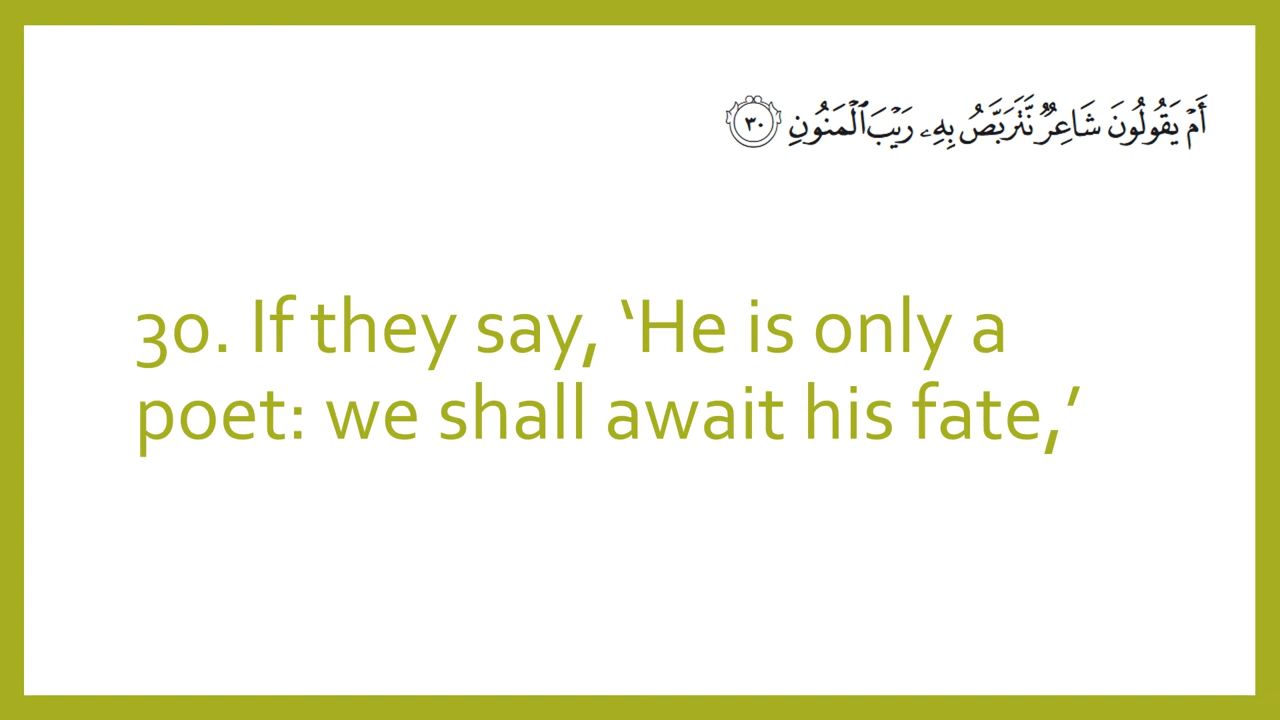 أَمْ يَقُولُونَ شَاعِرٌ نَّتَرَبَّصُ بِهِۦ رَيْبَ ٱلْمَنُونِ ٣٠
30. If they say, ‘He is only a
poet: we shall await his fate,’